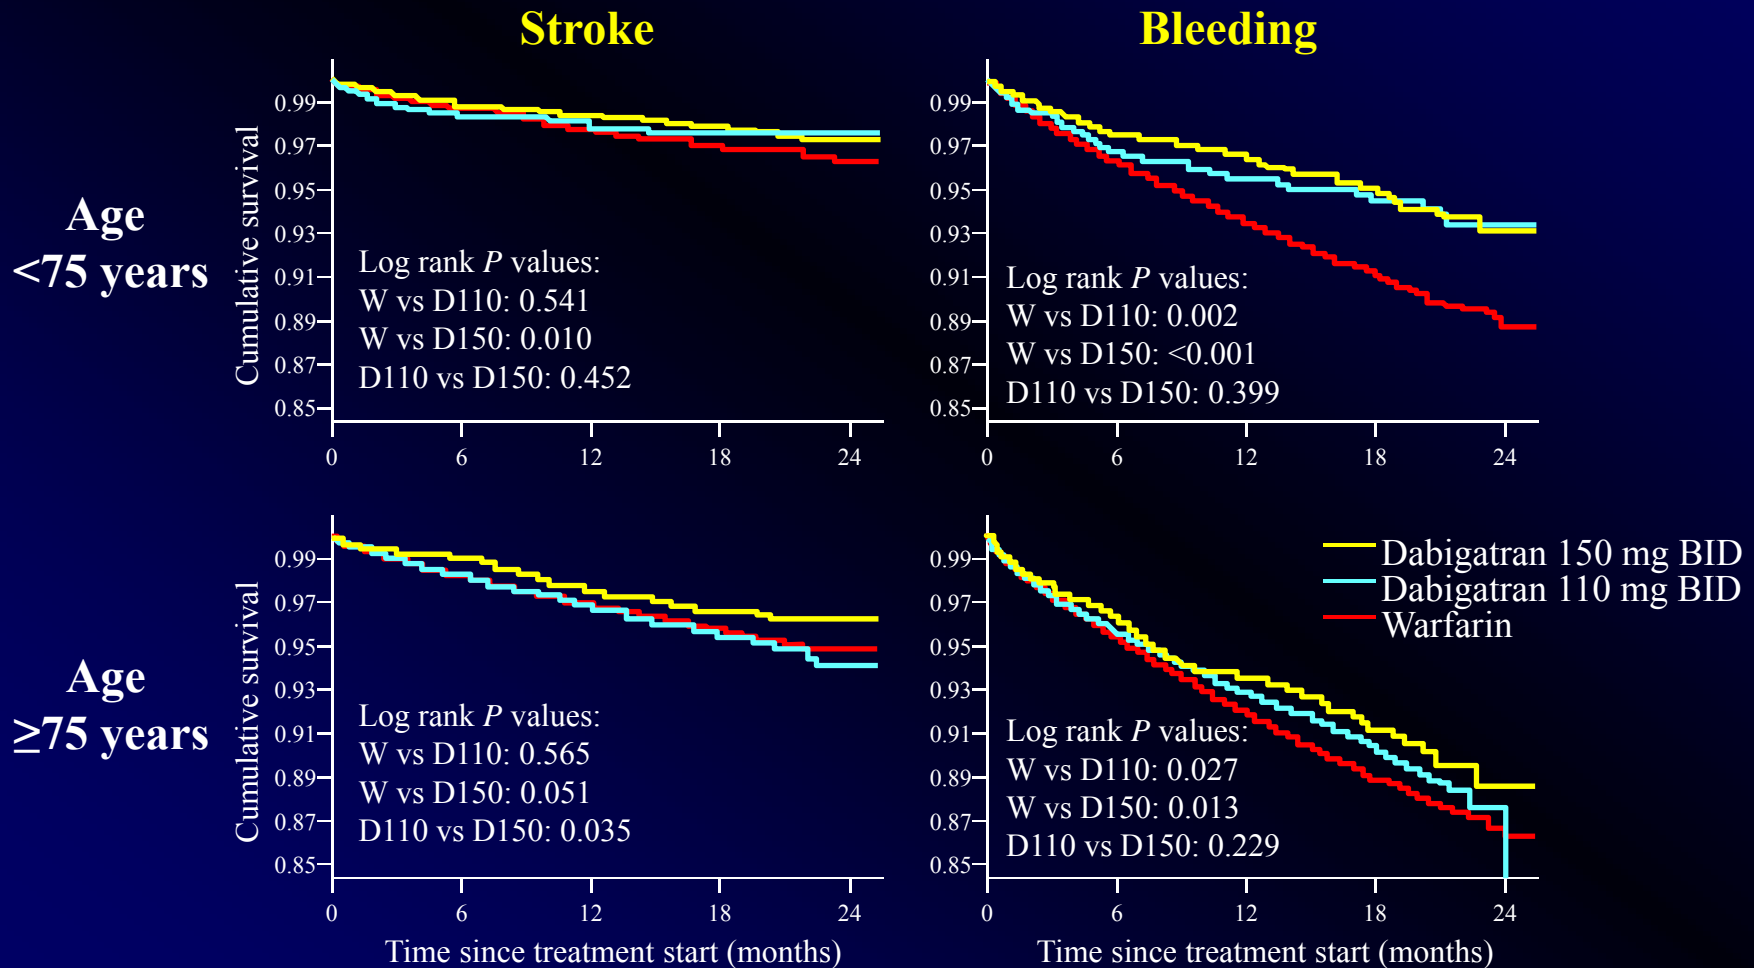 Stroke
Bleeding
Age
<75 years
Cumulative survival
0.99
0.97
0.95
0.93
0.91
0.89
0.87
0.85
Log rank P values:
W vs D110: 0.541
W vs D150: 0.010
D110 vs D150: 0.452
0 6 12 18 24
0.99
0.97
0.95
0.93
0.91
0.89
0.87
0.85
Log rank P values:
W vs D110: 0.002
W vs D150: <0.001
D110 vs D150: 0.399
0 6 12 18 24
Age
≥75 years
Cumulative survival
0.99
0.97
0.95
0.93
0.91
0.89
0.87
0.85
Log rank P values:
W vs D110: 0.565
W vs D150: 0.051
D110 vs D150: 0.035
0 6 12 18 24
Time since treatment start (months)
0.99
0.97
0.95
0.93
0.91
0.89
0.87
0.85
Log rank P values:
W vs D110: 0.027
W vs D150: 0.013
D110 vs D150: 0.229
0 6 12 18 24
Time since treatment start (months)
Dabigatran 150 mg BID
Dabigatran 110 mg BID
Warfarin